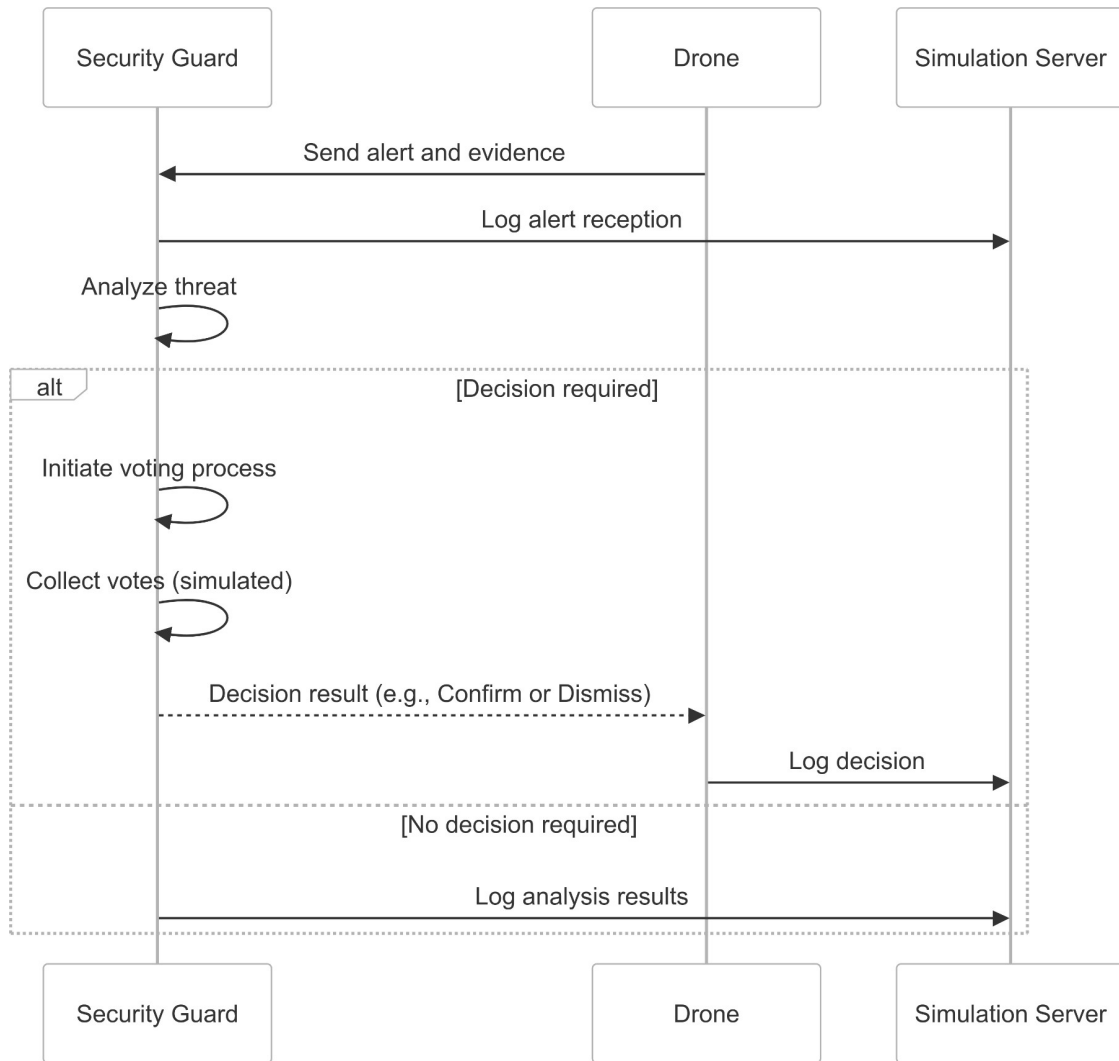 Security Guard
Drone
Simulation Server
Send alert and evidence
Log alert reception
Analyze threat
alt
[Decision required]
Initiate voting process
Collect votes (simulated)
Decision result (e.g., Confirm or Dismiss)
Log decision
[No decision required]
Log analysis results
Security Guard
Drone
Simulation Server